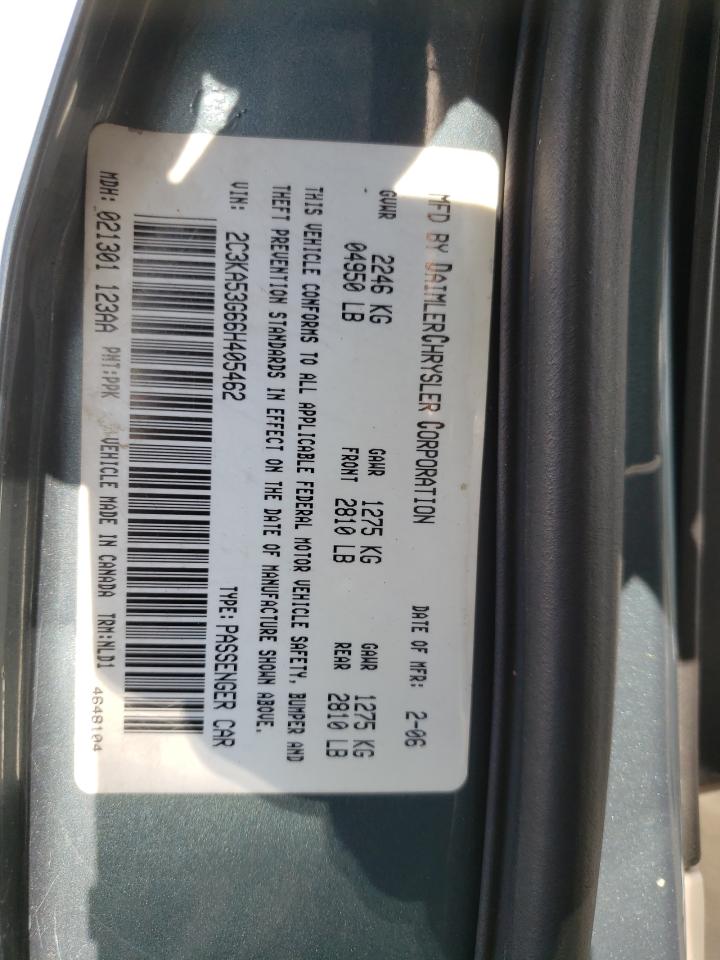 MFD BY DAIMLERCHRYSLER CORPORATION DATE OF MFR: 2-06
GVWR 2246 KG GAWR 1275 KG GAWR 1275 KG
04950 LB FRONT 2810 LB REAR 2810 LB
THIS VEHICLE CONFORMS TO ALL APPLICABLE FEDERAL MOTOR VEHICLE SAFETY, BUMPER AND
THEFT PREVENTION STANDARDS IN EFFECT ON THE DATE OF MANUFACTURE SHOWN ABOVE.
VIN: 2C3KA53G66H405462 TYPE: PASSENGER CAR
MDH: 021301 123AA PNT:PPK VEHICLE MADE IN CANADA TRM:NLD1 4648104